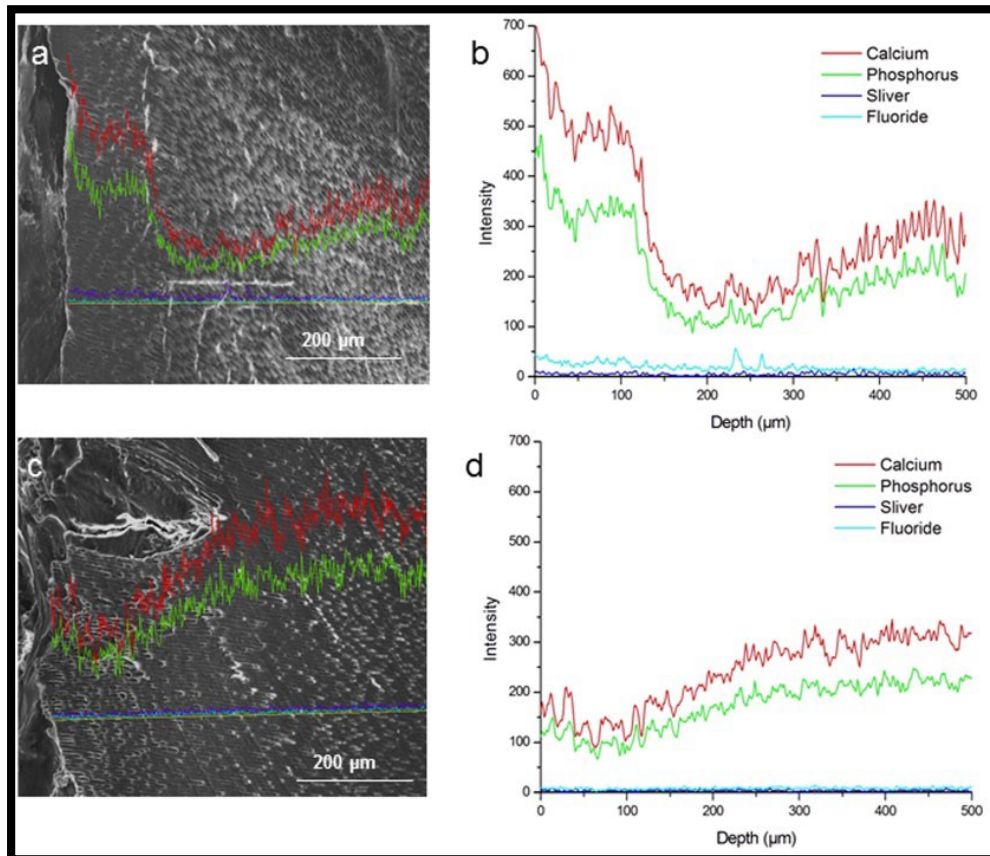 a
200 µm
b
700
600
500
400
300
200
100
0
Intensity
Calcium
Phosphorus
Sliver
Fluoride
0 100 200 300 400 500
Depth (µm)
c
200 µm
d
700
600
500
400
300
200
100
0
Intensity
Calcium
Phosphorus
Sliver
Fluoride
0 100 200 300 400 500
Depth (µm)